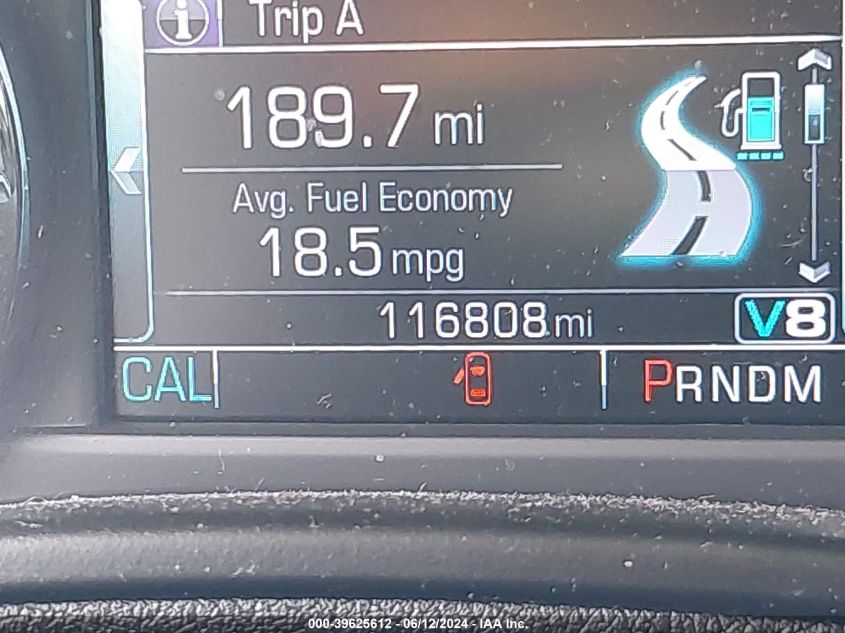 i Trip A
189.7 mi
Avg. Fuel Economy
18.5 mpg
116808 mi V8
CAL PRNDM
000-39625612 - 06/12/2024 - IAA Inc.